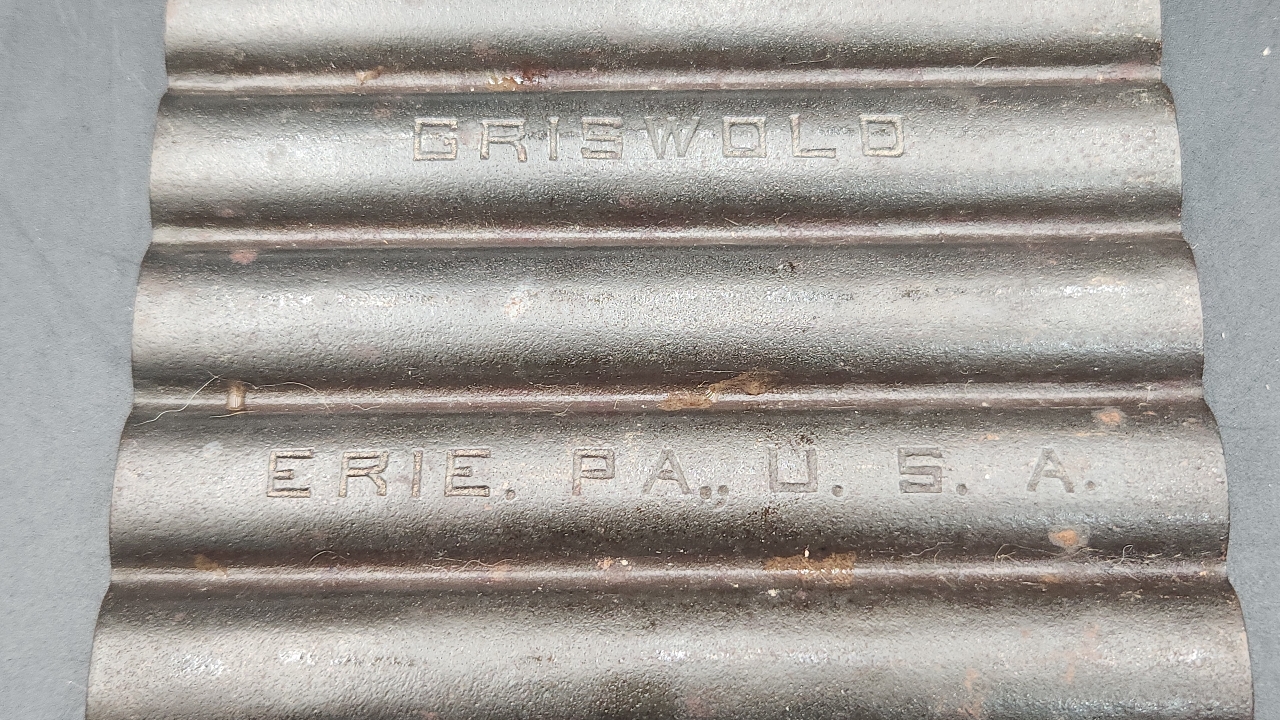 GRISWOLD
ERIE, PA., U. S. A.